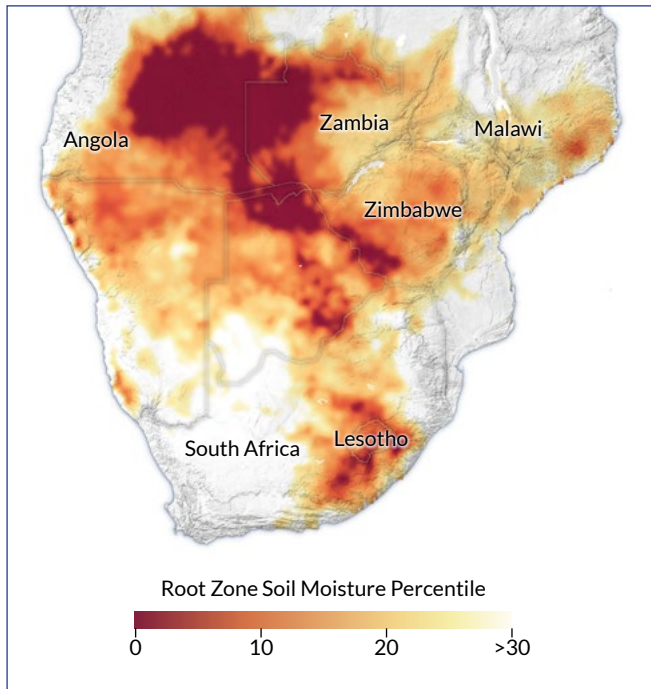 Angola
Zambia
Malawi
Zimbabwe
South Africa
Lesotho
Root Zone Soil Moisture Percentile
0 10 20 >30